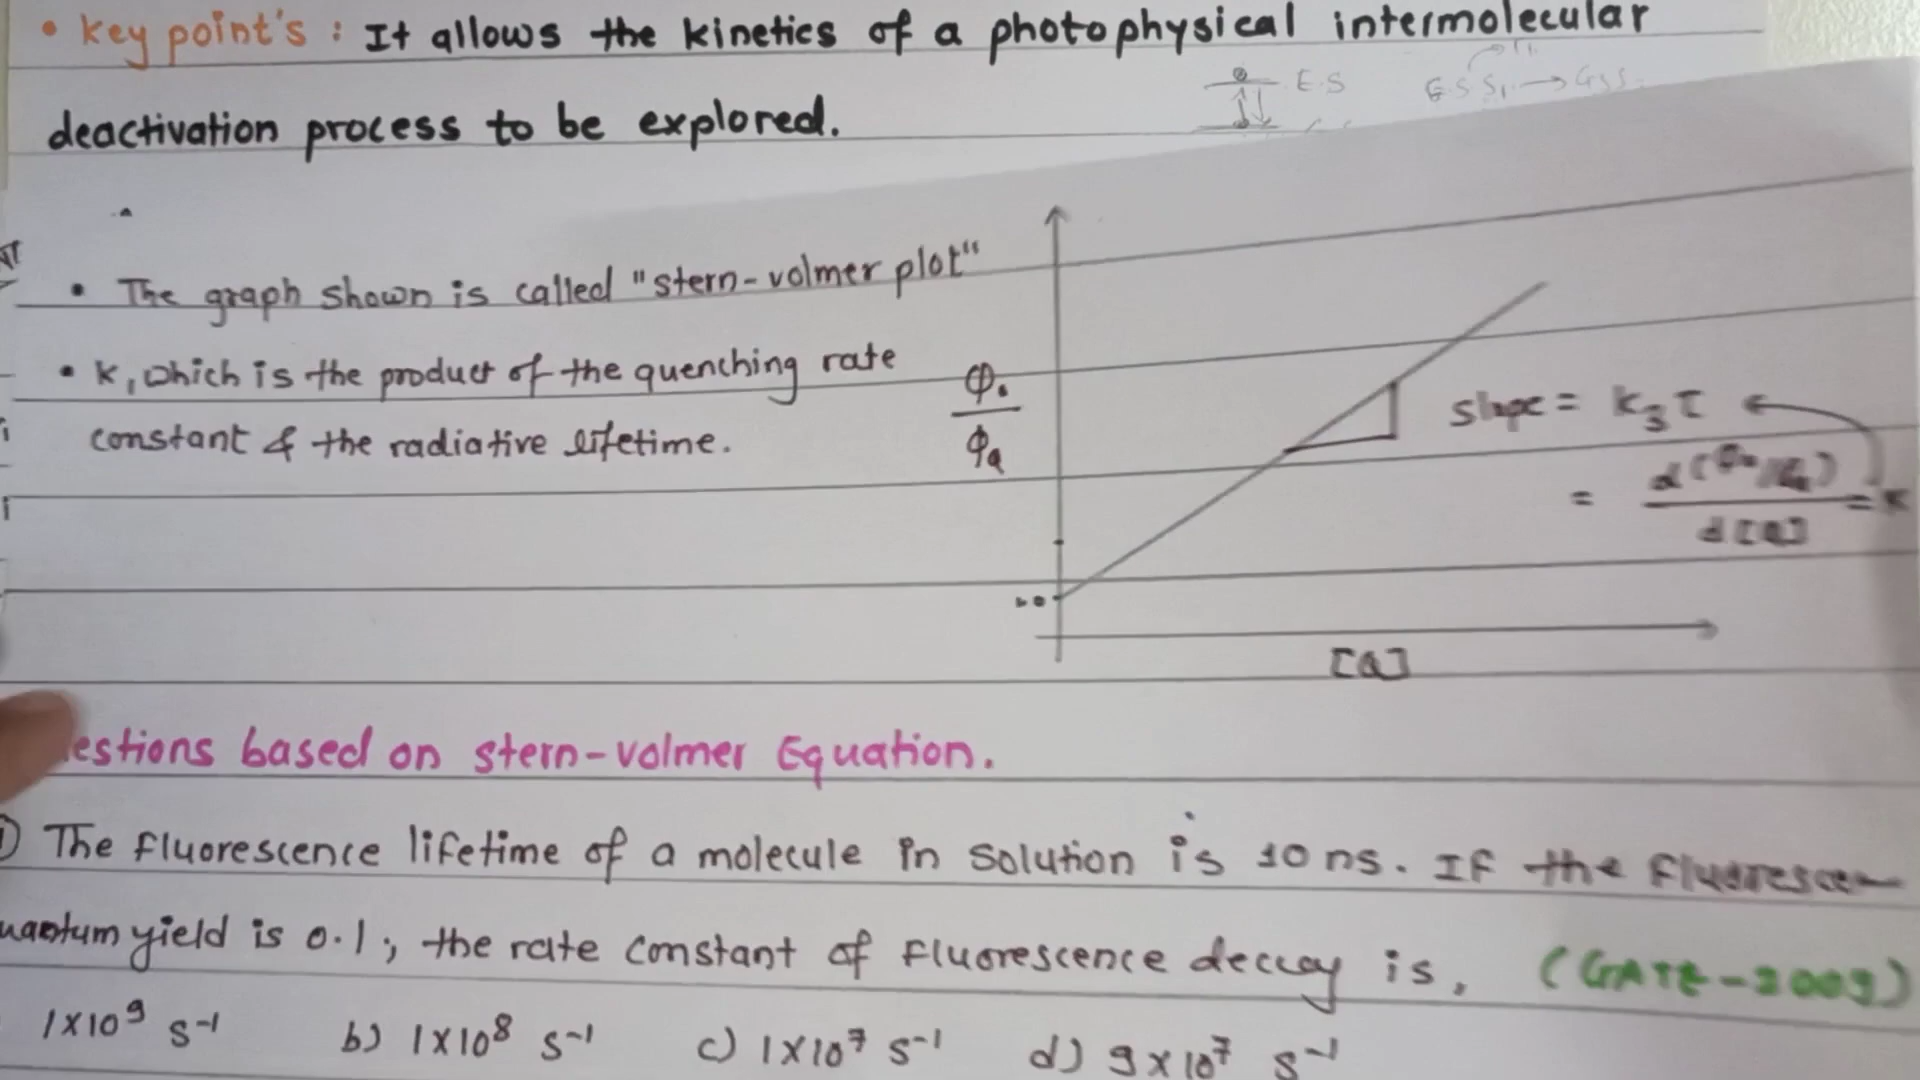 • Key point's : It allows the kinetics of a photophysical intermolecular
deactivation process to be explored.
E.S
• The graph shown is called "stern-volmer plot"
• K, which is the product of the quenching rate
constant & the radiative lifetime.
Φ₀
Φq
slope = k₃τ
= d(Φ₀/Φq)
d[Q]
= K
[Q]
estions based on stern-volmer Equation.
1) The fluorescence lifetime of a molecule in solution is 10 ns. If the fluorescen
uantum yield is 0.1, the rate constant of fluorescence decay is, (GATE-2009)
1×10⁹ s⁻¹ b) 1×10⁸ s⁻¹ c) 1×10⁷ s⁻¹ d) 9×10⁷ s⁻¹